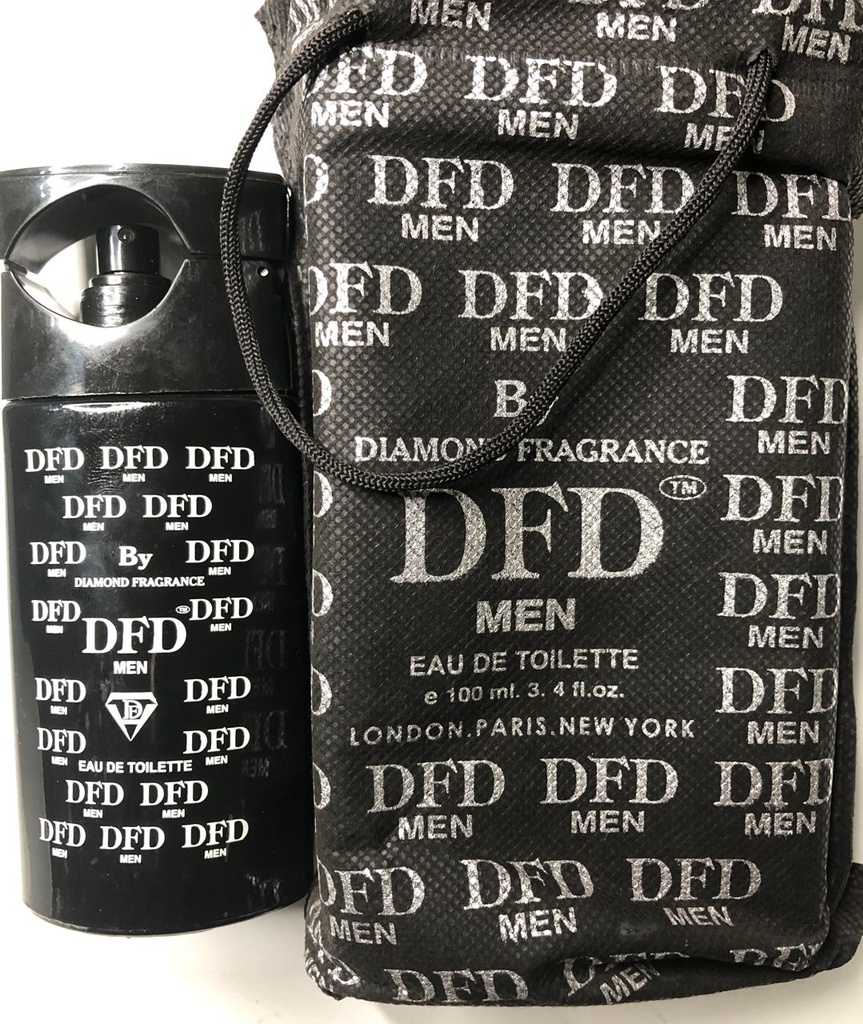 DFD DFD DFD
MEN MEN MEN
DFD DFD
MEN MEN
DFD By DFD
MEN
DIAMOND FRAGRANCE
DFD DFD ™ DFD
MEN MEN
MEN
DFD DFD
MEN MEN
DFD DFD
MEN MEN
EAU DE TOILETTE
DFD DFD
MEN MEN
DFD DFD DFD
MEN MEN MEN
MEN MEN MEN
DFD DFD DFD
MEN MEN MEN
DFD DFD DFD
MEN MEN MEN
DFD DFD DFD
MEN MEN MEN
By DFD
MEN
DIAMOND FRAGRANCE
DFD ™ DFD
MEN
MEN
DFD
MEN
EAU DE TOILETTE
e 100 ml. 3. 4 fl.oz.
DFD
MEN
LONDON.PARIS.NEW YORK
DFD DFD DFD
MEN MEN MEN
DFD DFD DFD
MEN MEN MEN
DFD DFD
MEN